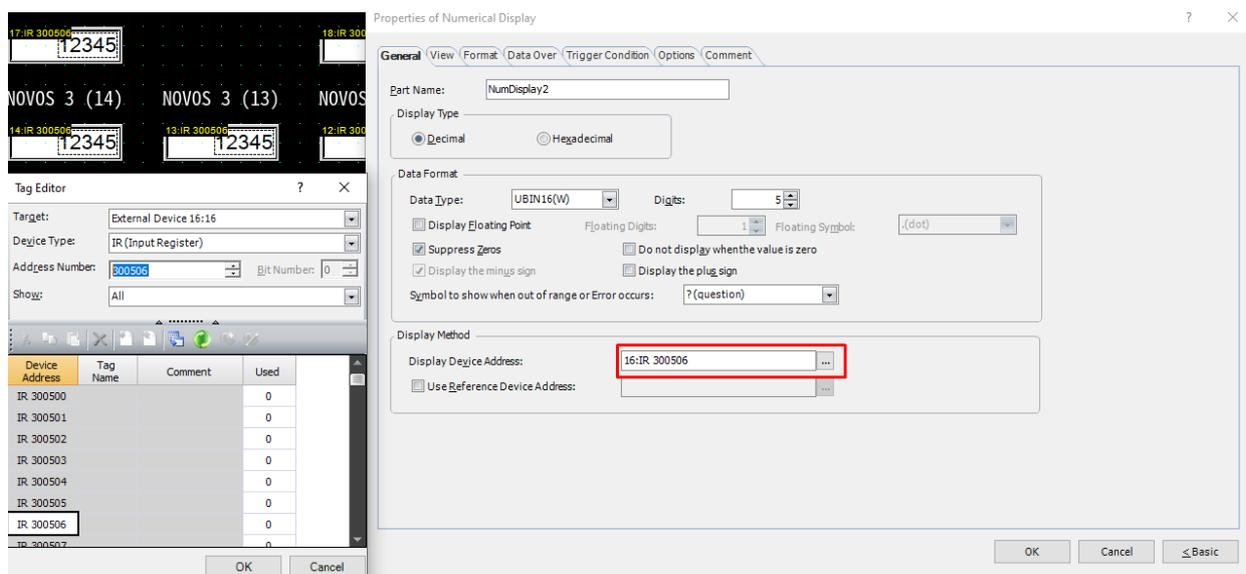 17:IR 300506
12345
18:IR 300
NOVOS 3 (14)
NOVOS 3 (13)
NOVOS
14:IR 300506
12345
13:IR 300506
12345
12:IR 300
Tag Editor
? ×
Target:
External Device 16:16
Device Type:
IR (Input Register)
Address Number:
300506
Bit Number:
0
Show:
All
Device Address
Tag Name
Comment
Used
IR 300500
0
IR 300501
0
IR 300502
0
IR 300503
0
IR 300504
0
IR 300505
0
IR 300506
0
IR 300507
0
OK
Cancel
Properties of Numerical Display
? ×
General
View
Format
Data Over
Trigger Condition
Options
Comment
Part Name:
NumDisplay2
Display Type
Decimal
Hexadecimal
Data Format
Data Type:
UBIN16(W)
Digits:
5
Display Floating Point
Floating Digits:
1
Floating Symbol:
.(dot)
Suppress Zeros
Do not display when the value is zero
Display the minus sign
Display the plus sign
Symbol to show when out of range or Error occurs:
? (question)
Display Method
Display Device Address:
16:IR 300506
...
Use Reference Device Address:
...
OK
Cancel
< Basic